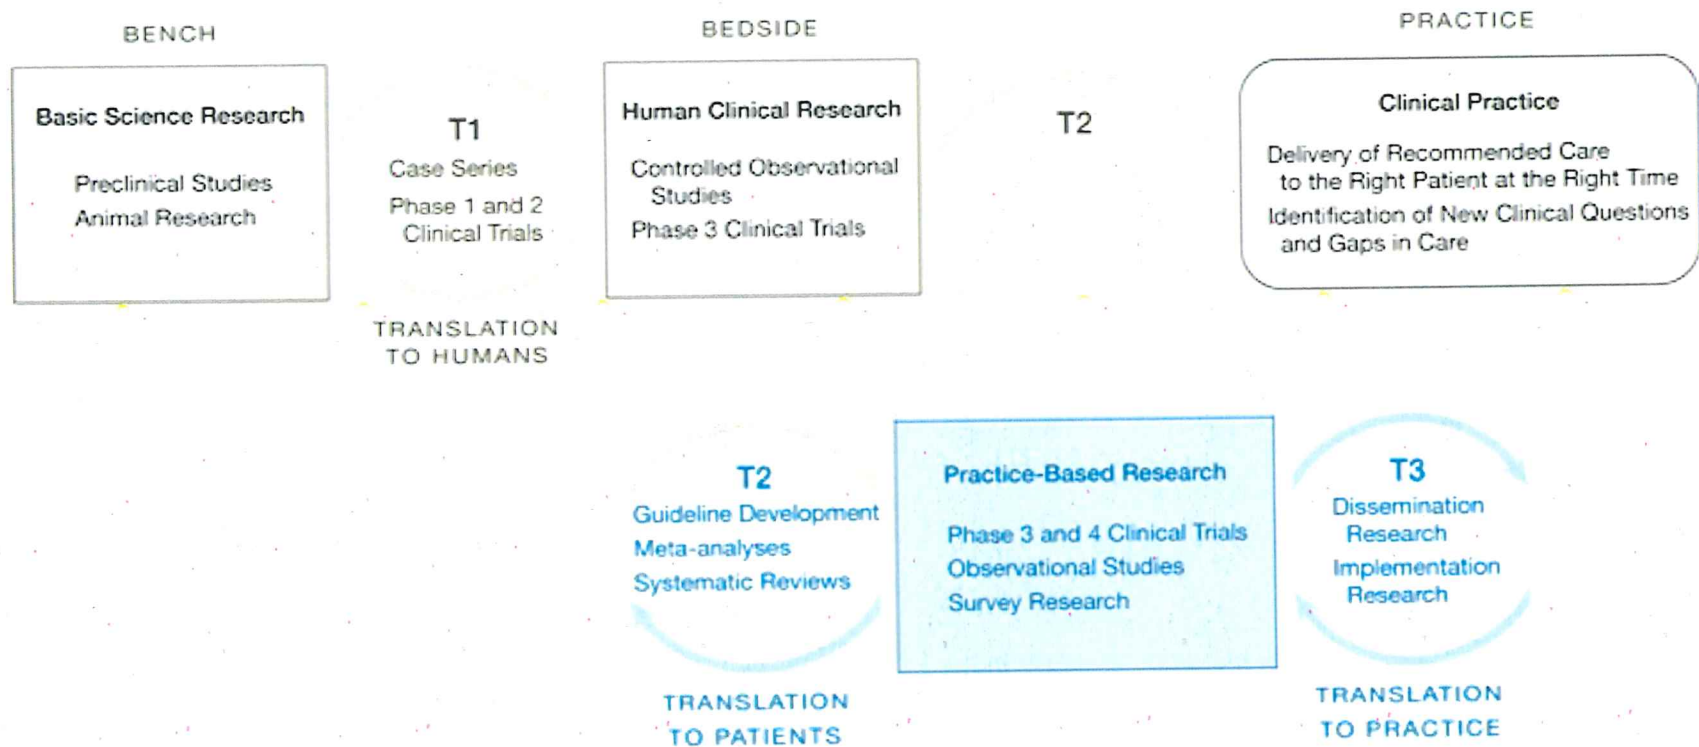 BENCH
Basic Science Research
Preclinical Studies
Animal Research
T1
Case Series
Phase 1 and 2
Clinical Trials
TRANSLATION
TO HUMANS
BEDSIDE
Human Clinical Research
Controlled Observational
Studies
Phase 3 Clinical Trials
T2
PRACTICE
Clinical Practice
Delivery of Recommended Care
to the Right Patient at the Right Time
Identification of New Clinical Questions
and Gaps in Care
T2
Guideline Development
Meta-analyses
Systematic Reviews
TRANSLATION
TO PATIENTS
Practice-Based Research
Phase 3 and 4 Clinical Trials
Observational Studies
Survey Research
T3
Dissemination
Research
Implementation
Research
TRANSLATION
TO PRACTICE